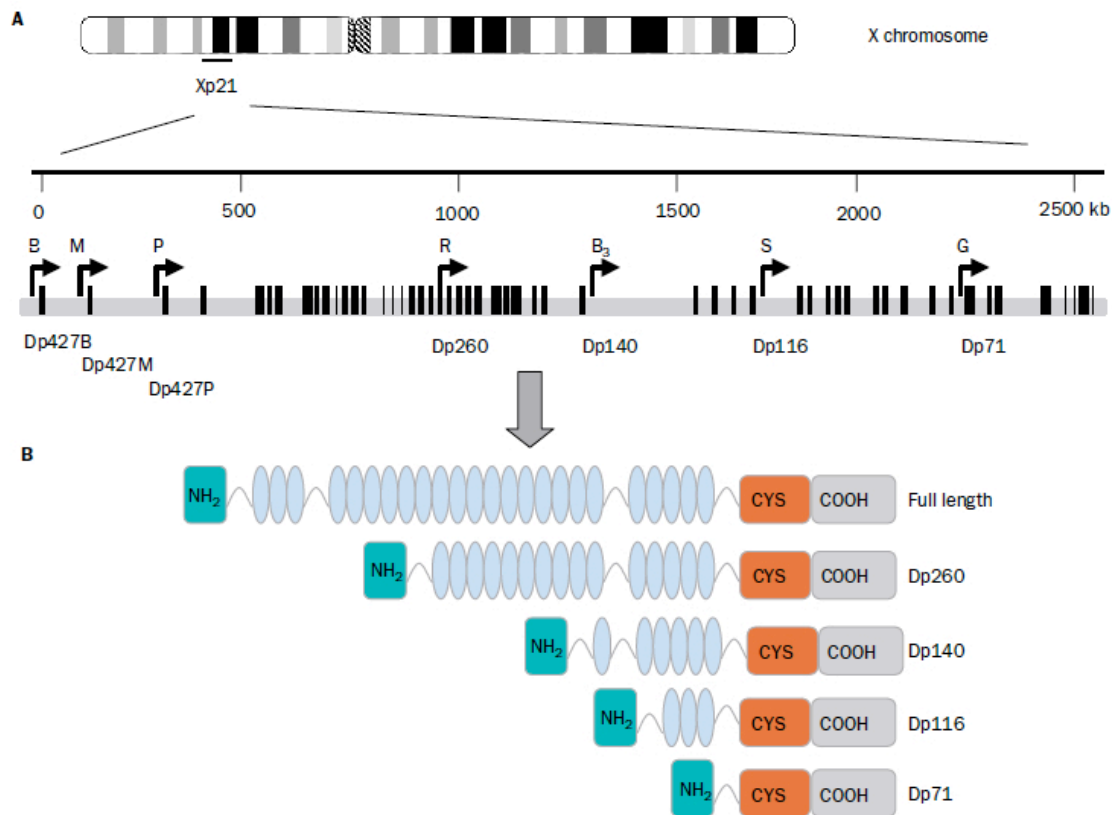 A
X chromosome
Xp21
0 500 1000 1500 2000 2500 kb
B M P R B₃ S G
Dp427B Dp260 Dp140 Dp116 Dp71
Dp427M
Dp427P
B
NH₂ CYS COOH Full length
NH₂ CYS COOH Dp260
NH₂ CYS COOH Dp140
NH₂ CYS COOH Dp116
NH₂ CYS COOH Dp71